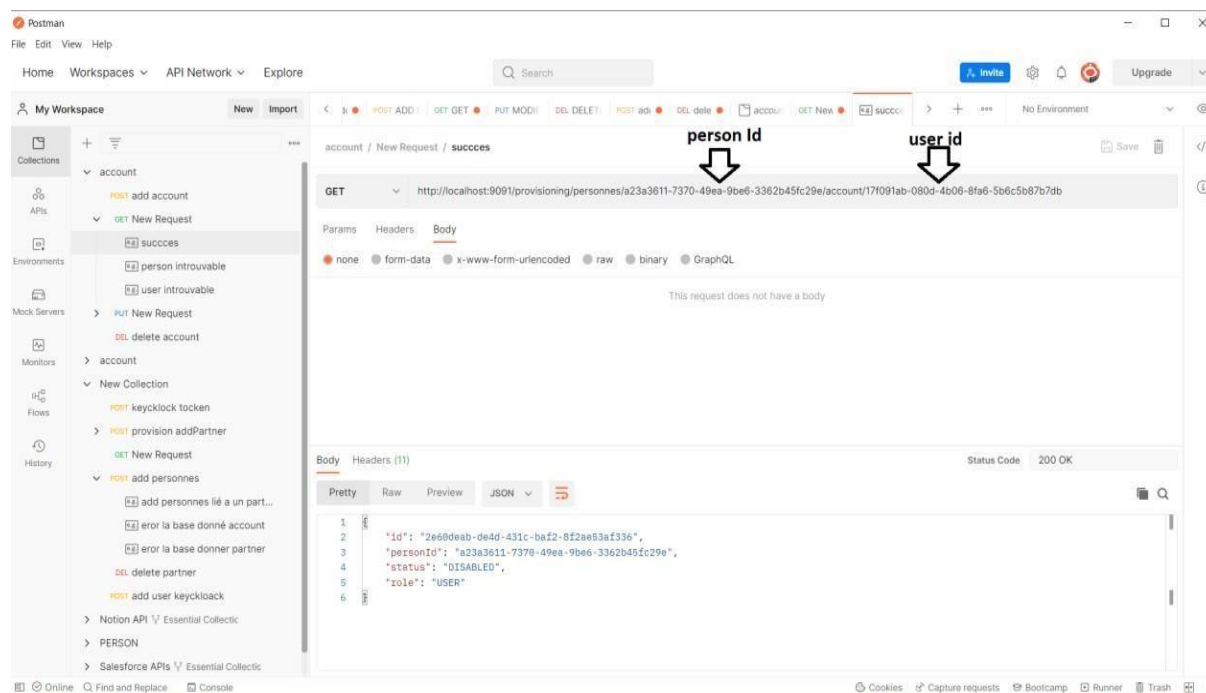 Postman
File Edit View Help
Home Workspaces API Network Explore
Search
Invite
Upgrade
My Workspace
New Import
POST ADD
GET GET
PUT MODI
DEL DELET
POST
DEL dele
accou
GET New
succc
No Environment
Collections
APIs
Environments
Mock Servers
Monitors
Flows
History
account
POST add account
GET New Request
succces
person introuvable
user introuvable
PUT New Request
DEL delete account
account
New Collection
POST keycklock tocken
POST provision addPartner
GET New Request
POST add personnes
add personnes lié a un part...
eror la base donné account
eror la base donner partner
DEL delete partner
POST add user keyckloack
Notion API Essential Collectic
PERSON
Salesforce APIs Essential Collectic
person Id
user id
account / New Request / succces
Save
GET
http://localhost:9091/provisioning/personnes/a23a3611-7370-49ea-9be6-3362b45fc29e/account/17f091ab-080d-4b06-8fa6-5b6c5b87b7db
Params Headers Body
none form-data x-www-form-urlencoded raw binary GraphQL
This request does not have a body
Body Headers (11)
Status Code 200 OK
Pretty Raw Preview JSON
1 {
2 "id": "2e60deab-de4d-431c-baf2-8f2ae53af336",
3 "personId": "a23a3611-7370-49ea-9be6-3362b45fc29e",
4 "status": "DISABLED",
5 "role": "USER"
6 }
Online Find and Replace Console
Cookies Capture requests Bootcamp Runner Trash